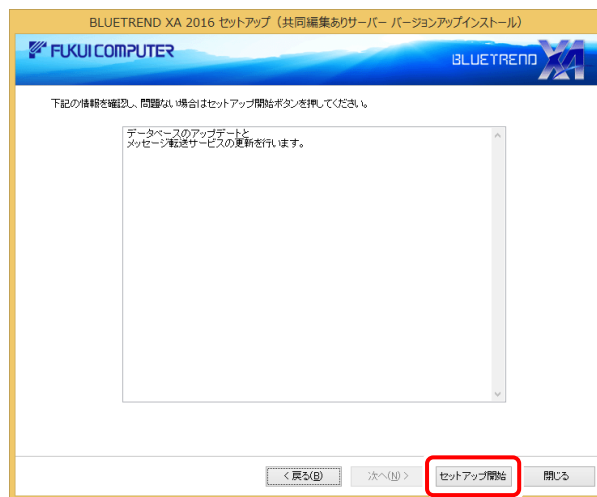 BLUETREND XA 2016 セットアップ（共同編集ありサーバー バージョンアップインストール）
FUKUI COMPUTER
BLUETREND XA
下記の情報を確認し、問題ない場合はセットアップ開始ボタンを押してください。
データベースのアップデートと
メッセージ転送サービスの更新を行います。
< 戻る(B) 次へ(N) > セットアップ開始 閉じる